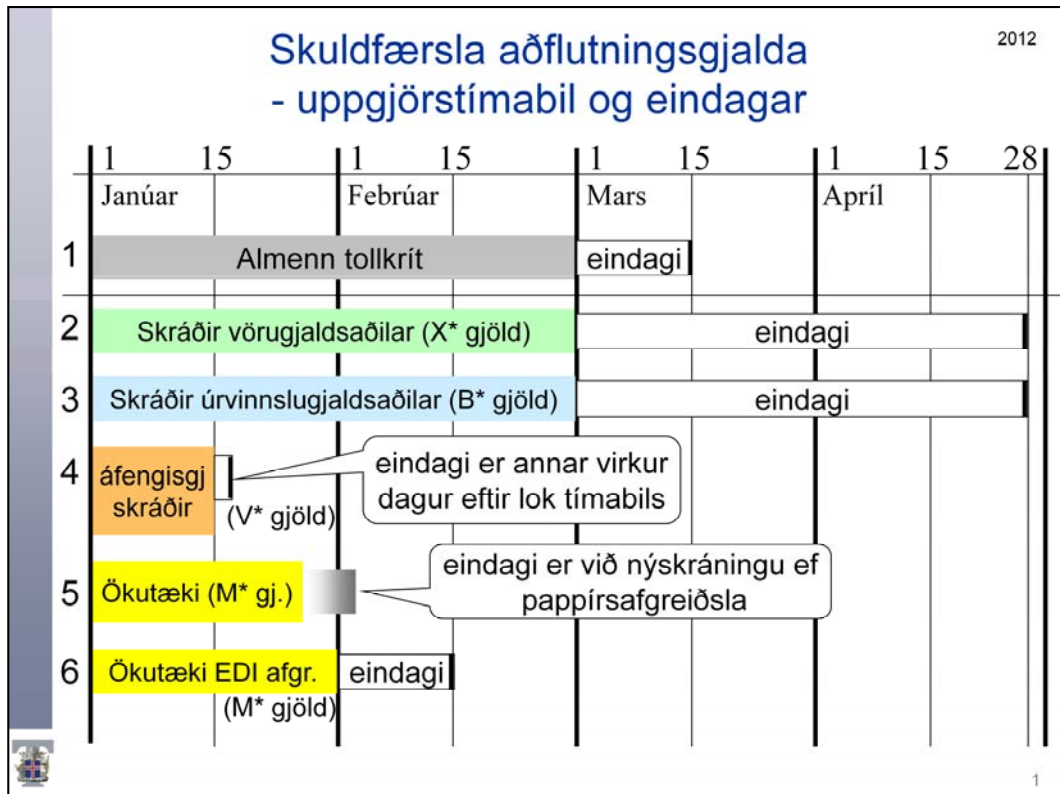 2012
Skuldfærsla aðflutningsgjalda
- uppgjörstímabil og eindagar
1 15 1 15 1 15 1 15 28
Janúar Febrúar Mars Apríl
1 Almenn tollkrít eindagi
2 Skráðir vörugjaldsaðilar (X* gjöld) eindagi
3 Skráðir úrvinnslugjaldsaðilar (B* gjöld) eindagi
4 áfengisgj
skráðir
(V* gjöld)
eindagi er annar virkur
dagur eftir lok tímabils
5 Ökutæki (M* gj.)
eindagi er við nýskráningu ef
pappírsafgreiðsla
6 Ökutæki EDI afgr. eindagi
(M* gjöld)
1